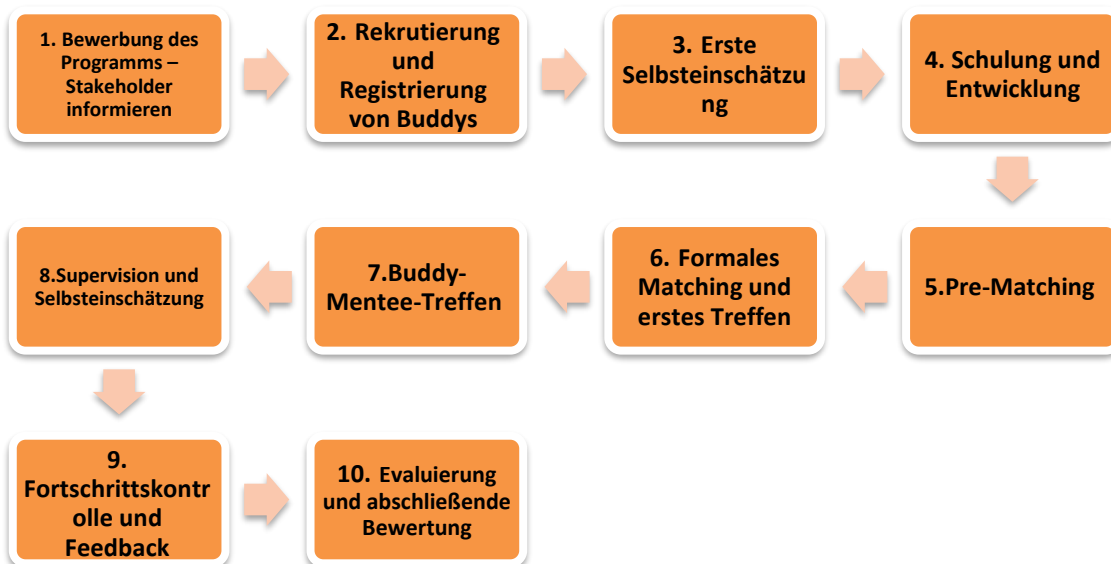 1. Bewerbung des
Programms –
Stakeholder
informieren
2. Rekrutierung
und
Registrierung
von Buddys
3. Erste
Selbsteinschätzu
ng
4. Schulung und
Entwicklung
8.Supervision und
Selbsteinschätzung
7.Buddy-
Mentee-Treffen
6. Formales
Matching und
erstes Treffen
5.Pre-Matching
9.
Fortschrittskontr
olle und
Feedback
10. Evaluierung
und abschließende
Bewertung